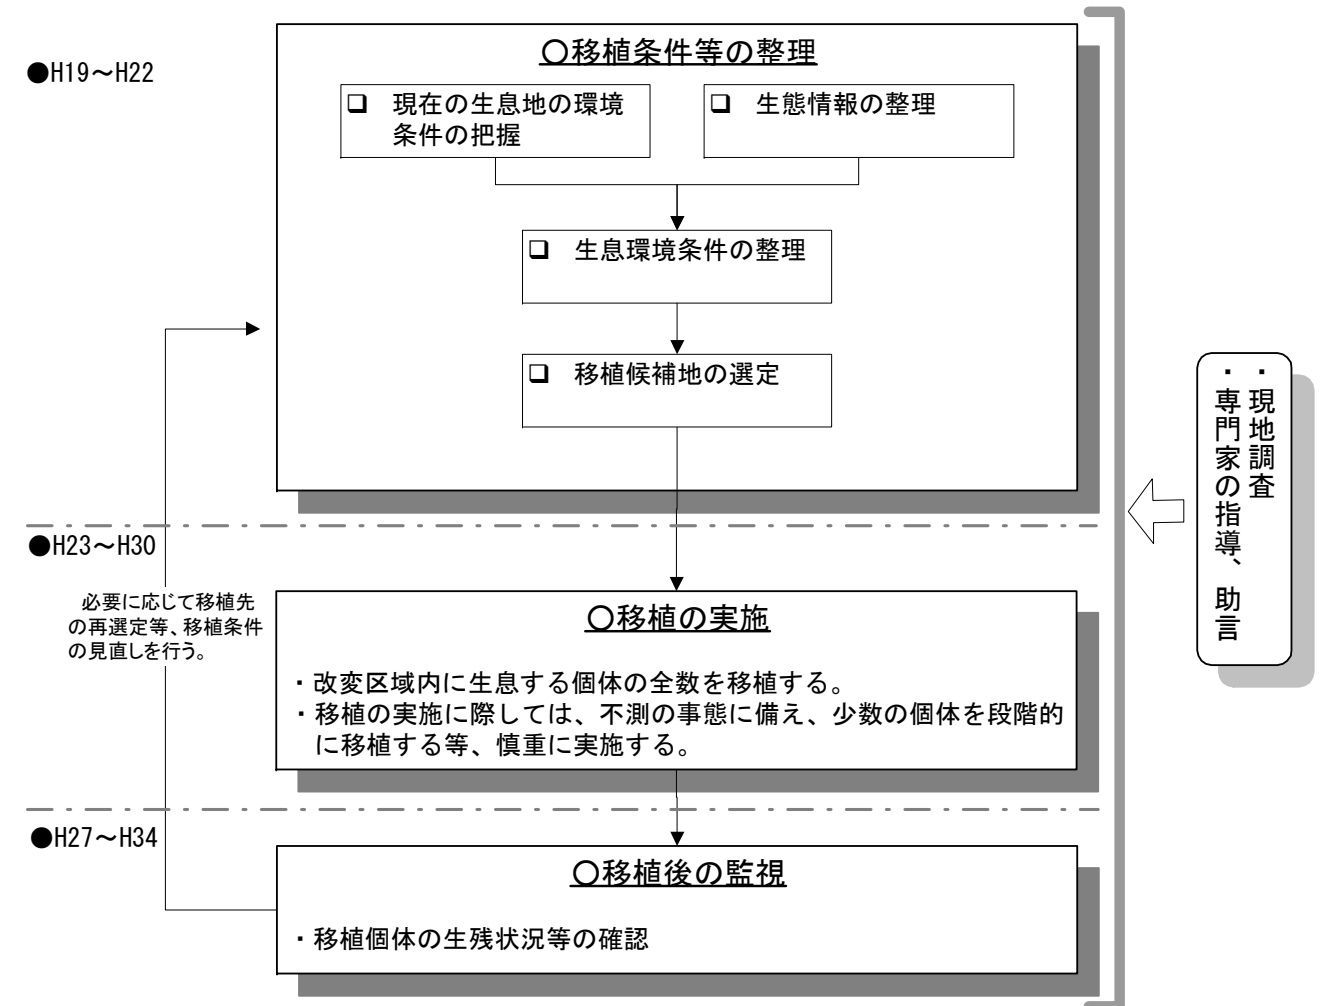 ●H19～H22
○移植条件等の整理
❑ 現在の生息地の環境
条件の把握
❑ 生態情報の整理
❑ 生息環境条件の整理
❑ 移植候補地の選定
・現地調査
・専門家の指導、助言
●H23～H30
必要に応じて移植先
の再選定等、移植条件
の見直しを行う。
○移植の実施
・改変区域内に生息する個体の全数を移植する。
・移植の実施に際しては、不測の事態に備え、少数の個体を段階的
に移植する等、慎重に実施する。
●H27～H34
○移植後の監視
・移植個体の生残状況等の確認